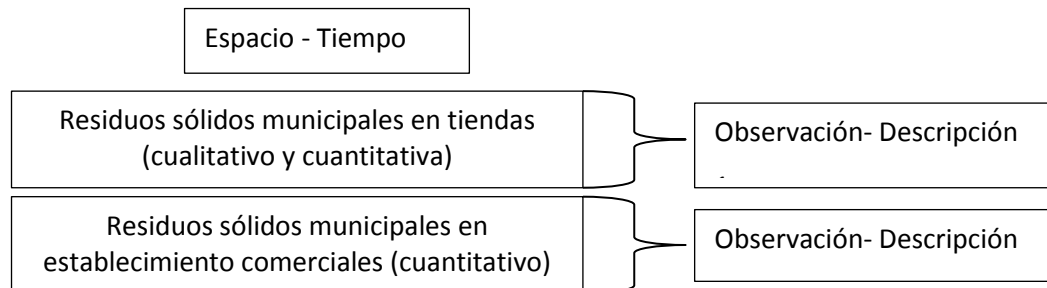 Espacio - Tiempo
Residuos sólidos municipales en tiendas
(cualitativo y cuantitativa)
Observación- Descripción
Residuos sólidos municipales en
establecimiento comerciales (cuantitativo)
Observación- Descripción